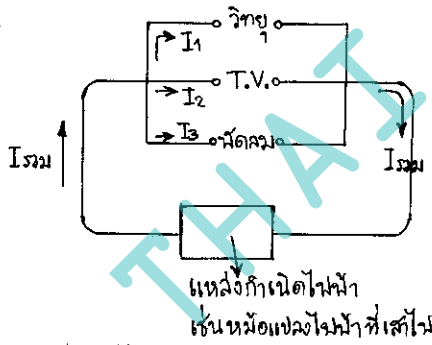 วิทยุ
I1
T.V.
I2
I3
พัดลม
I รวม
I รวม
แหล่งกำเนิดไฟฟ้า
เช่นหม้อแปลงไฟฟ้าที่เสาไฟ
THAI